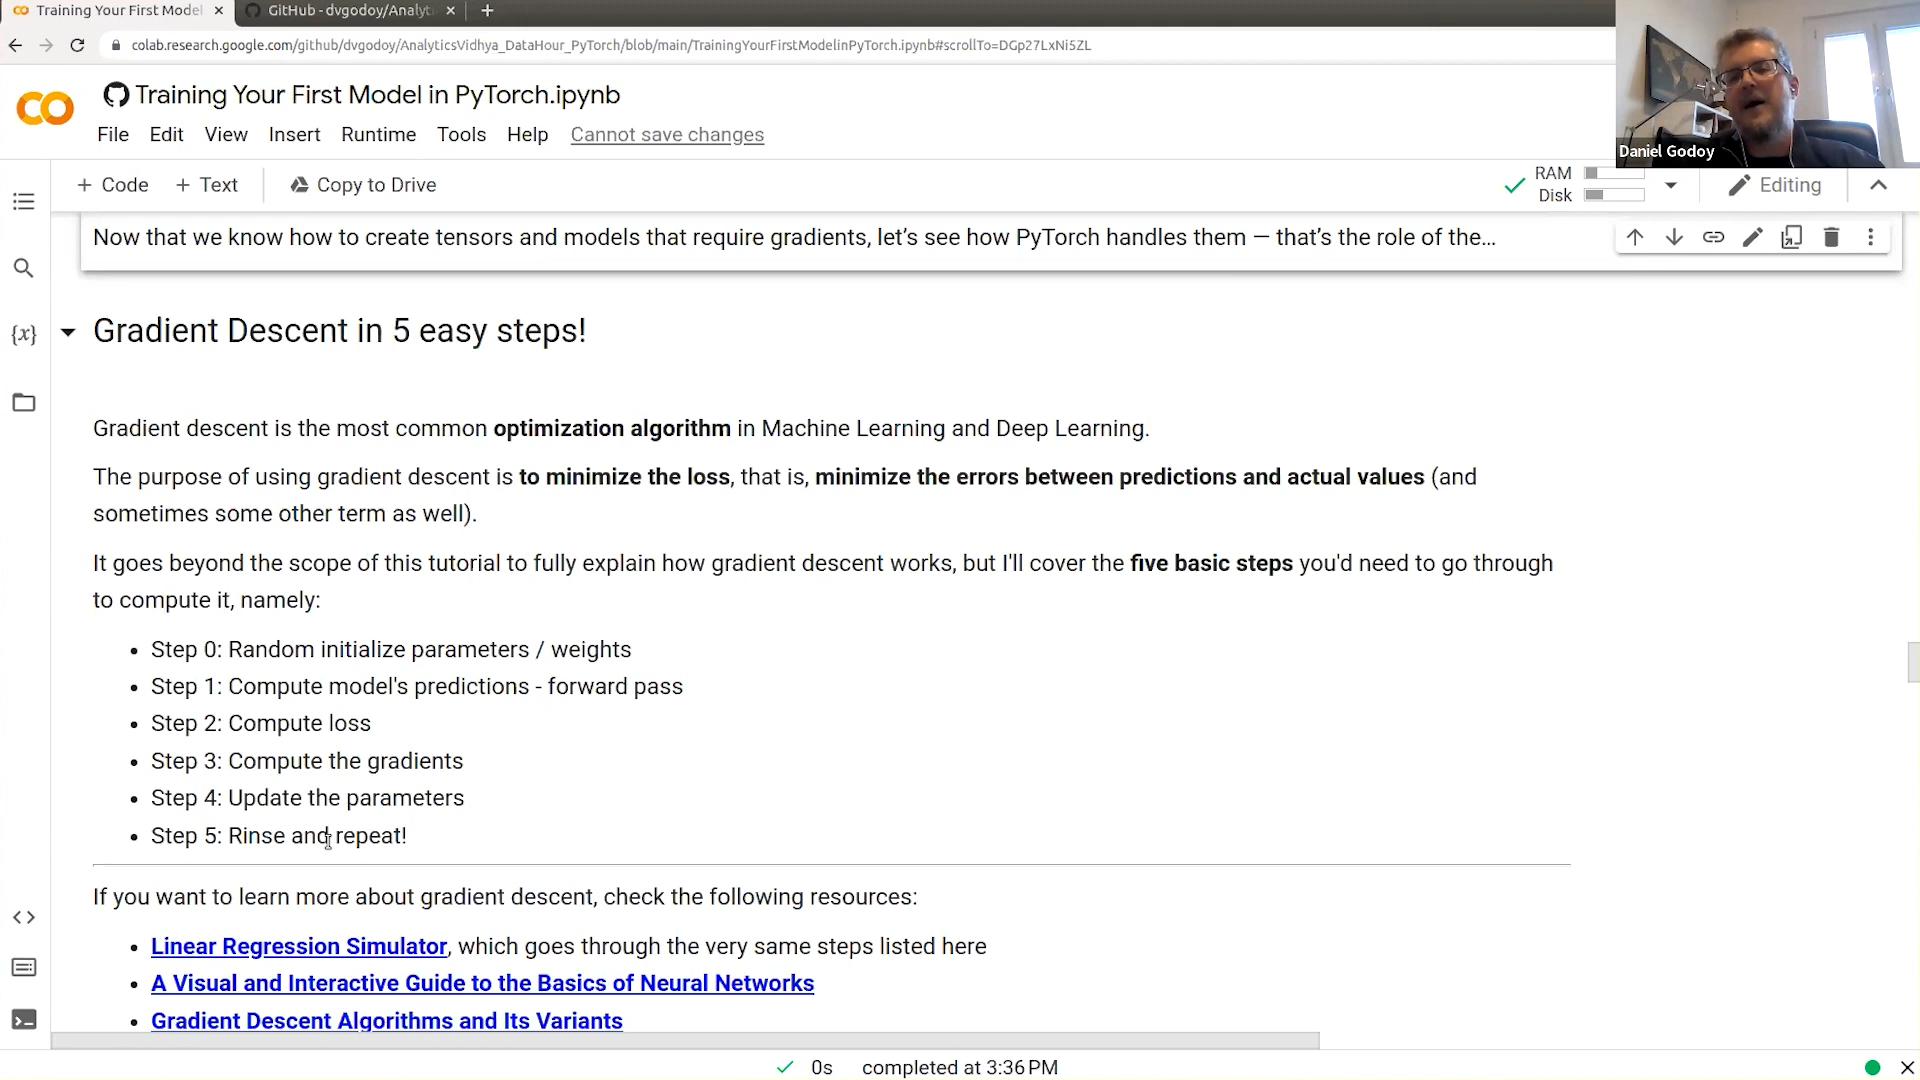 Training Your First Model
GitHub - dvgodoy/Analyt
colab.research.google.com/github/dvgodoy/AnalyticsVidhya_DataHour_PyTorch/blob/main/TrainingYourFirstModelinPyTorch.ipynb#scrollTo=DGp27LxNi5ZL
Training Your First Model in PyTorch.ipynb
File Edit View Insert Runtime Tools Help Cannot save changes
Daniel Godoy
+ Code + Text Copy to Drive
RAM
Disk
Editing
Now that we know how to create tensors and models that require gradients, let's see how PyTorch handles them — that's the role of the...
Gradient Descent in 5 easy steps!
Gradient descent is the most common optimization algorithm in Machine Learning and Deep Learning.
The purpose of using gradient descent is to minimize the loss, that is, minimize the errors between predictions and actual values (and
sometimes some other term as well).
It goes beyond the scope of this tutorial to fully explain how gradient descent works, but I'll cover the five basic steps you'd need to go through
to compute it, namely:
• Step 0: Random initialize parameters / weights
• Step 1: Compute model's predictions - forward pass
• Step 2: Compute loss
• Step 3: Compute the gradients
• Step 4: Update the parameters
• Step 5: Rinse and repeat!
If you want to learn more about gradient descent, check the following resources:
• Linear Regression Simulator, which goes through the very same steps listed here
• A Visual and Interactive Guide to the Basics of Neural Networks
• Gradient Descent Algorithms and Its Variants
0s completed at 3:36 PM